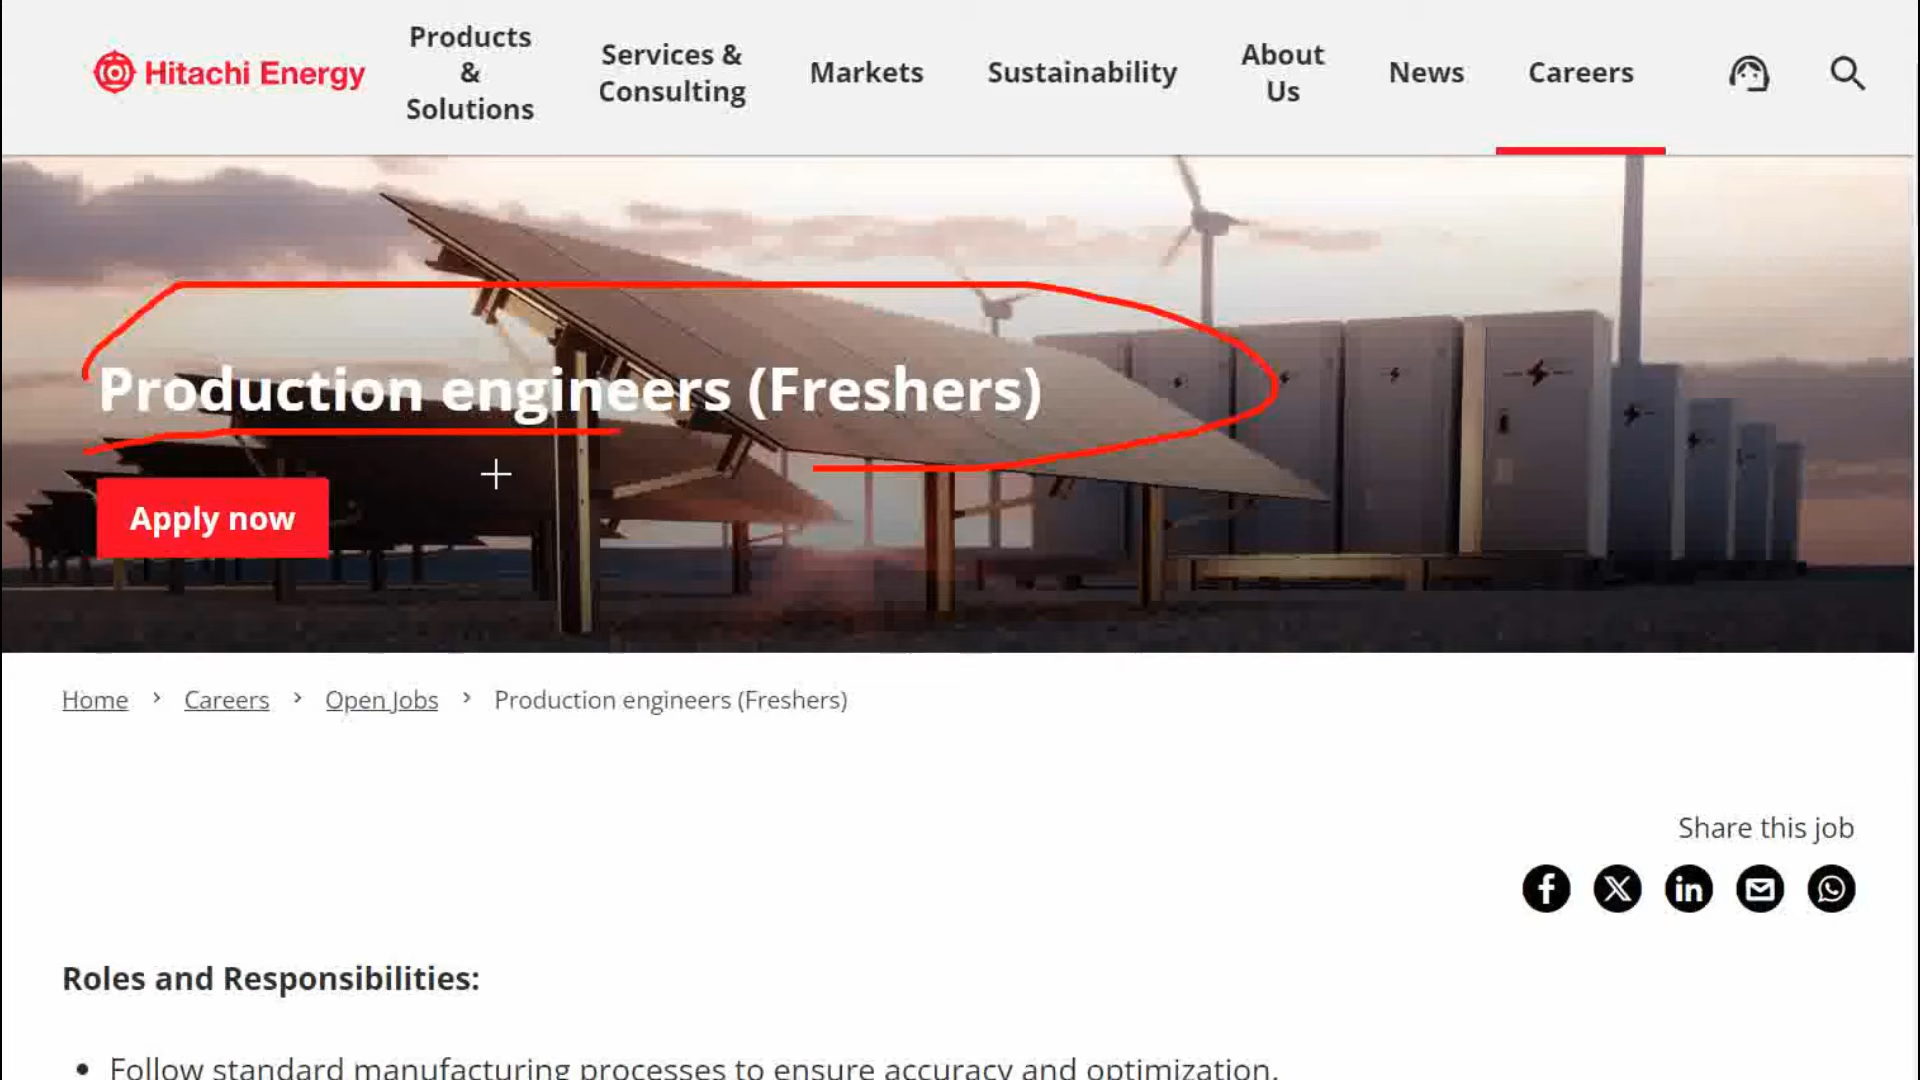 Hitachi Energy
Products
&
Solutions
Services &
Consulting
Markets
Sustainability
About
Us
News
Careers
Production engineers (Freshers)
Apply now
Home > Careers > Open Jobs > Production engineers (Freshers)
Share this job
Roles and Responsibilities:
• Follow standard manufacturing processes to ensure accuracy and optimization.